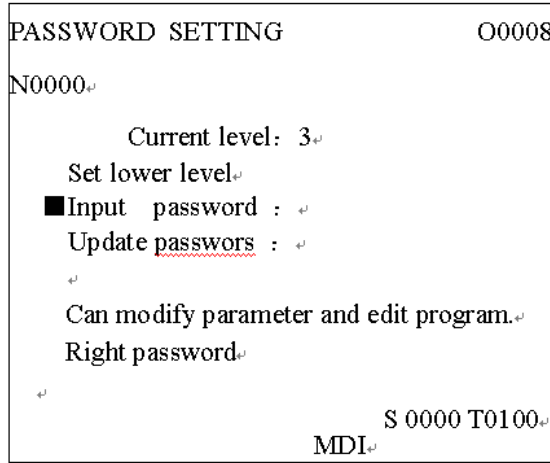 PASSWORD SETTING O0008
N0000
Current level: 3
Set lower level
Input password :
Update passwors :
Can modify parameter and edit program.
Right password
S 0000 T0100
MDI